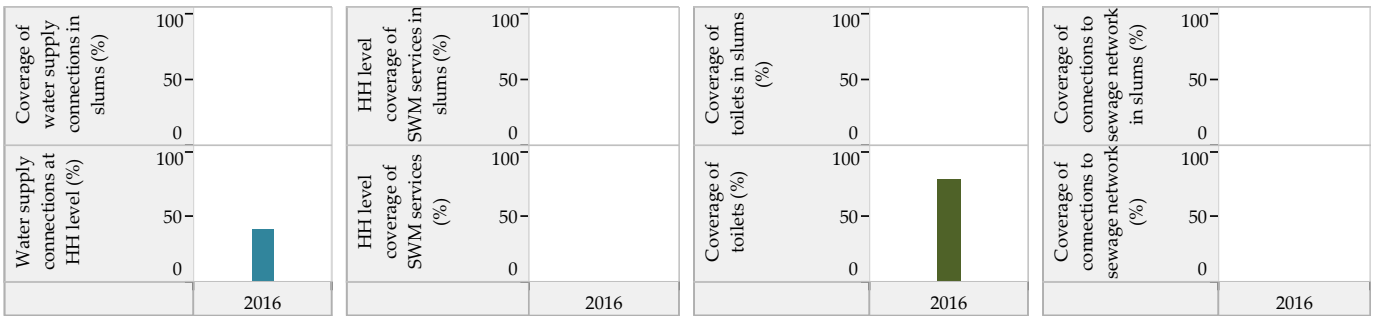 Coverage of
water supply
connections in
slums (%)
100
50
0
Water supply
connections at
HH level (%)
100
50
0
2016
HH level
coverage of
SWM services in
slums (%)
100
50
0
HH level
coverage of
SWM services
(%)
100
50
0
2016
Coverage of
toilets in slums
(%)
100
50
0
Coverage of
toilets (%)
100
50
0
2016
Coverage of
connections to
sewage network
in slums (%)
100
50
0
Coverage of
connections to
sewage network
(%)
100
50
0
2016